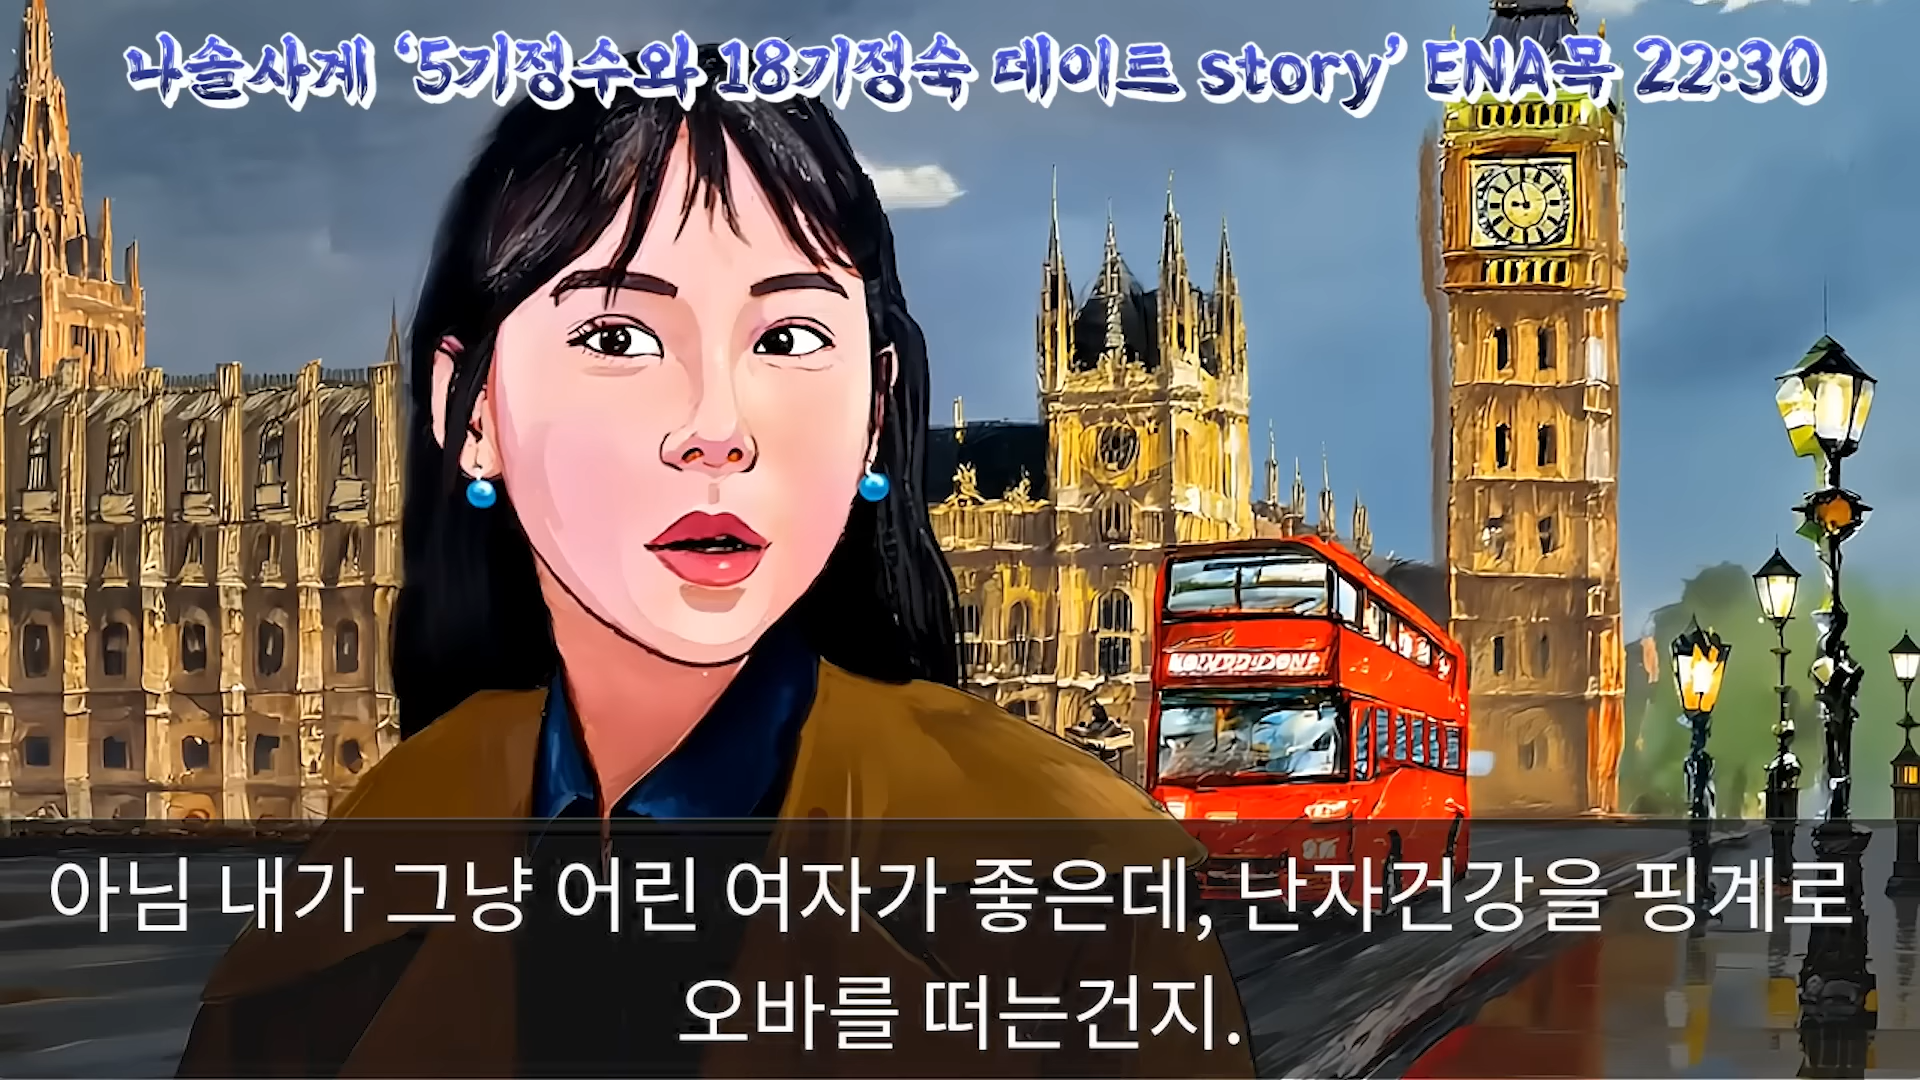 나솔사계 ‘5기정수와 18기정숙 데이트 story’ ENA목 22:30
아님 내가 그냥 어린 여자가 좋은데, 난자건강을 핑계로
오바를 떠는건지.